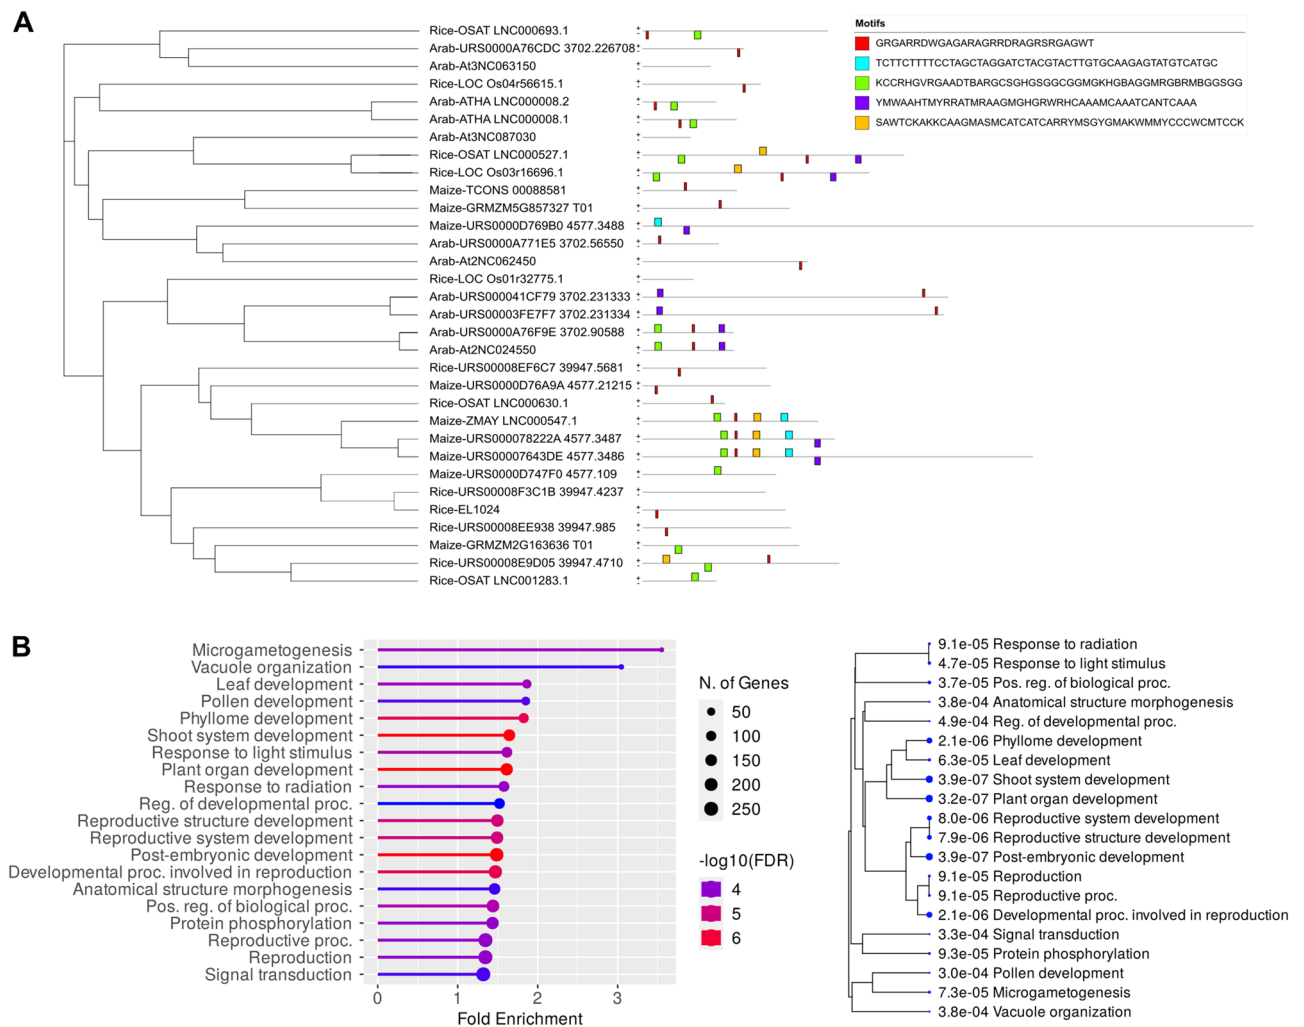 A
Rice-OSAT LNC000693.1
Arab-URS0000A76CDC 3702.226708
Arab-At3NC063150
Rice-LOC Os04r56615.1
Arab-ATHA LNC000008.2
Arab-ATHA LNC000008.1
Arab-At3NC087030
Rice-OSAT LNC000527.1
Rice-LOC Os03r16696.1
Maize-TCONS 00088581
Maize-GRMZM5G857327 T01
Maize-URS0000D769B0 4577.3488
Arab-URS0000A771E5 3702.56550
Arab-At2NC062450
Rice-LOC Os01r32775.1
Arab-URS000041CF79 3702.231333
Arab-URS00003FE7F7 3702.231334
Arab-URS0000A76F9E 3702.90588
Arab-At2NC024550
Rice-URS00008EF6C7 39947.5681
Maize-URS0000D76A9A 4577.21215
Rice-OSAT LNC000630.1
Maize-ZMAY LNC000547.1
Maize-URS000078222A 4577.3487
Maize-URS00007643DE 4577.3486
Maize-URS0000D747F0 4577.109
Rice-URS00008F3C1B 39947.4237
Rice-EL1024
Rice-URS00008EE938 39947.985
Maize-GRMZM2G163636 T01
Rice-URS00008E9D05 39947.4710
Rice-OSAT LNC001283.1
Motifs
GRGARRDWGAGARAGRRDRAGRSRGAGWT
TCTTCTTTTCCTAGCTAGGATCTACGTACTTGTGCAAGAGTATGTCATGC
KCCRHGVRGAADTBARGCSGHGSGGCGGMGKHGBAGGMRGBRMBGGSGG
YMWAAHTMYRRATMRAAGMGHGRWRHCAAAMCAAATCANTCAAA
SAWTCKAKKCAAGMASMCATCATCARRYMSGYGMAKWMMYCCCWCMTCCK
B
Microgametogenesis
Vacuole organization
Leaf development
Pollen development
Phyllome development
Shoot system development
Response to light stimulus
Plant organ development
Response to radiation
Reg. of developmental proc.
Reproductive structure development
Reproductive system development
Post-embryonic development
Developmental proc. involved in reproduction
Anatomical structure morphogenesis
Pos. reg. of biological proc.
Protein phosphorylation
Reproductive proc.
Reproduction
Signal transduction
0 1 2 3
Fold Enrichment
N. of Genes
50
100
150
200
250
-log10(FDR)
4
5
6
9.1e-05 Response to radiation
4.7e-05 Response to light stimulus
3.7e-05 Pos. reg. of biological proc.
3.8e-04 Anatomical structure morphogenesis
4.9e-04 Reg. of developmental proc.
2.1e-06 Phyllome development
6.3e-05 Leaf development
3.9e-07 Shoot system development
3.2e-07 Plant organ development
8.0e-06 Reproductive system development
7.9e-06 Reproductive structure development
3.9e-07 Post-embryonic development
9.1e-05 Reproduction
9.1e-05 Reproductive proc.
2.1e-06 Developmental proc. involved in reproduction
3.3e-04 Signal transduction
9.3e-05 Protein phosphorylation
3.0e-04 Pollen development
7.3e-05 Microgametogenesis
3.8e-04 Vacuole organization